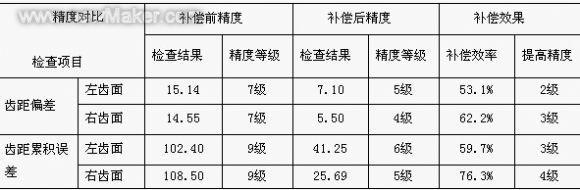 精度对比 补偿前精度 补偿后精度 补偿效果
检查项目 检查结果 精度等级 检查结果 精度等级 补偿效率 提高精度
齿距偏差 左齿面 15.14 7级 7.10 5级 53.1% 2级
右齿面 14.55 7级 5.50 4级 62.2% 3级
齿距累积误差 左齿面 102.40 9级 41.25 6级 59.7% 3级
右齿面 108.50 9级 25.69 5级 76.3% 4级